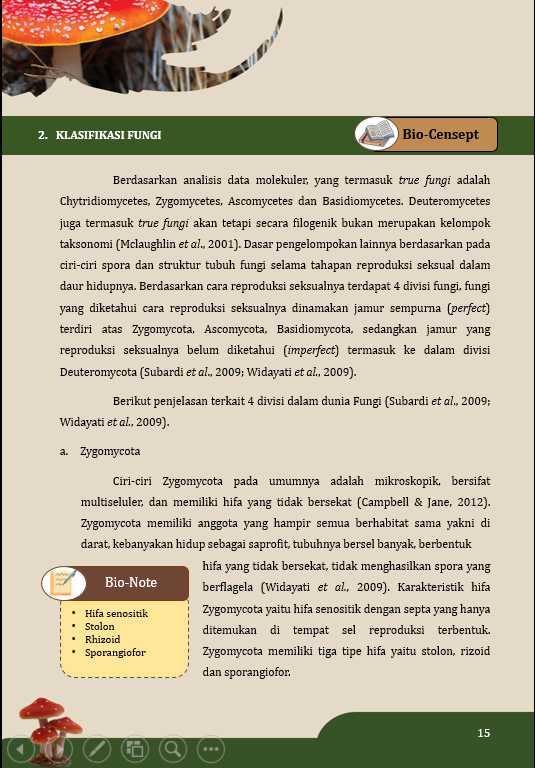 2. KLASIFIKASI FUNGI
Bio-Censept
Berdasarkan analisis data molekuler, yang termasuk true fungi adalah
Chytridiomycetes, Zygomycetes, Ascomycetes dan Basidiomycetes. Deuteromycetes
juga termasuk true fungi akan tetapi secara filogenik bukan merupakan kelompok
taksonomi (Mclaughlin et al., 2001). Dasar pengelompokan lainnya berdasarkan pada
ciri-ciri spora dan struktur tubuh fungi selama tahapan reproduksi seksual dalam
daur hidupnya. Berdasarkan cara reproduksi seksualnya terdapat 4 divisi fungi, fungi
yang diketahui cara reproduksi seksualnya dinamakan jamur sempurna (perfect)
terdiri atas Zygomycota, Ascomycota, Basidiomycota, sedangkan jamur yang
reproduksi seksualnya belum diketahui (imperfect) termasuk ke dalam divisi
Deuteromycota (Subardi et al., 2009; Widayati et al., 2009).
Berikut penjelasan terkait 4 divisi dalam dunia Fungi (Subardi et al., 2009;
Widayati et al., 2009).
a. Zygomycota
Ciri-ciri Zygomycota pada umumnya adalah mikroskopik, bersifat
multiseluler, dan memiliki hifa yang tidak bersekat (Campbell & Jane, 2012).
Zygomycota memiliki anggota yang hampir semua berhabitat sama yakni di
darat, kebanyakan hidup sebagai saprofit, tubuhnya bersel banyak, berbentuk
hifa yang tidak bersekat, tidak menghasilkan spora yang
berflagela (Widayati et al., 2009). Karakteristik hifa
Zygomycota yaitu hifa senositik dengan septa yang hanya
ditemukan di tempat sel reproduksi terbentuk.
Zygomycota memiliki tiga tipe hifa yaitu stolon, rizoid
dan sporangiofor.
Bio-Note
• Hifa senositik
• Stolon
• Rhizoid
• Sporangiofor
15